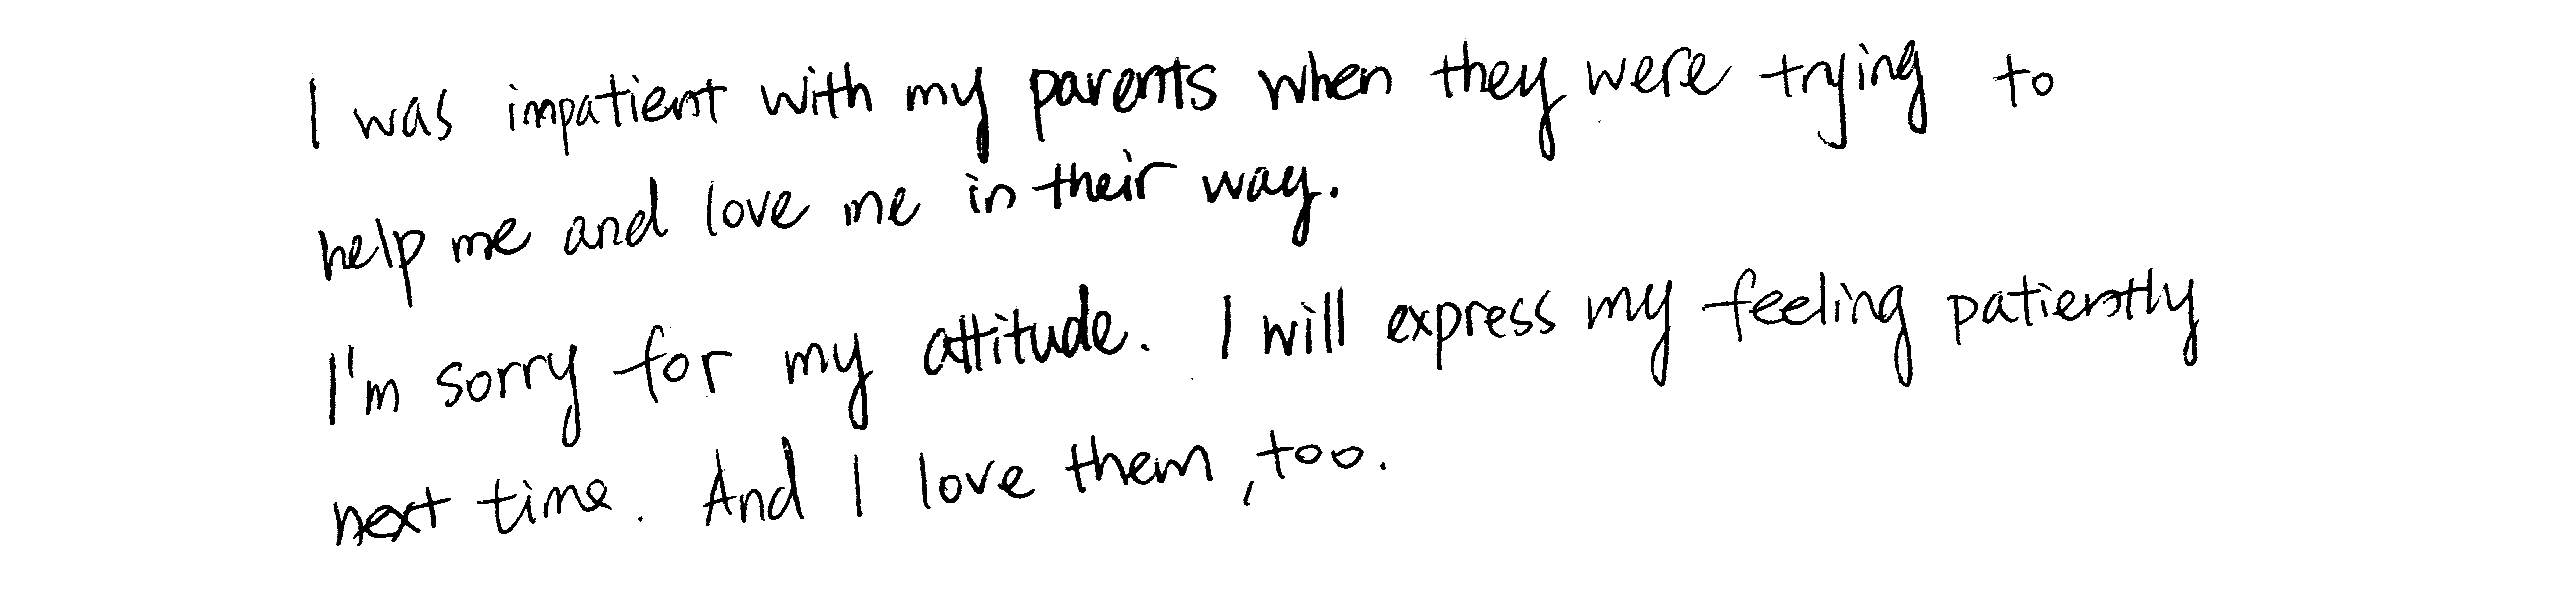 I was impatient with my parents when they were trying to
help me and love me in their way.
I'm sorry for my attitude. I will express my feeling patiently
next time. And I love them, too.